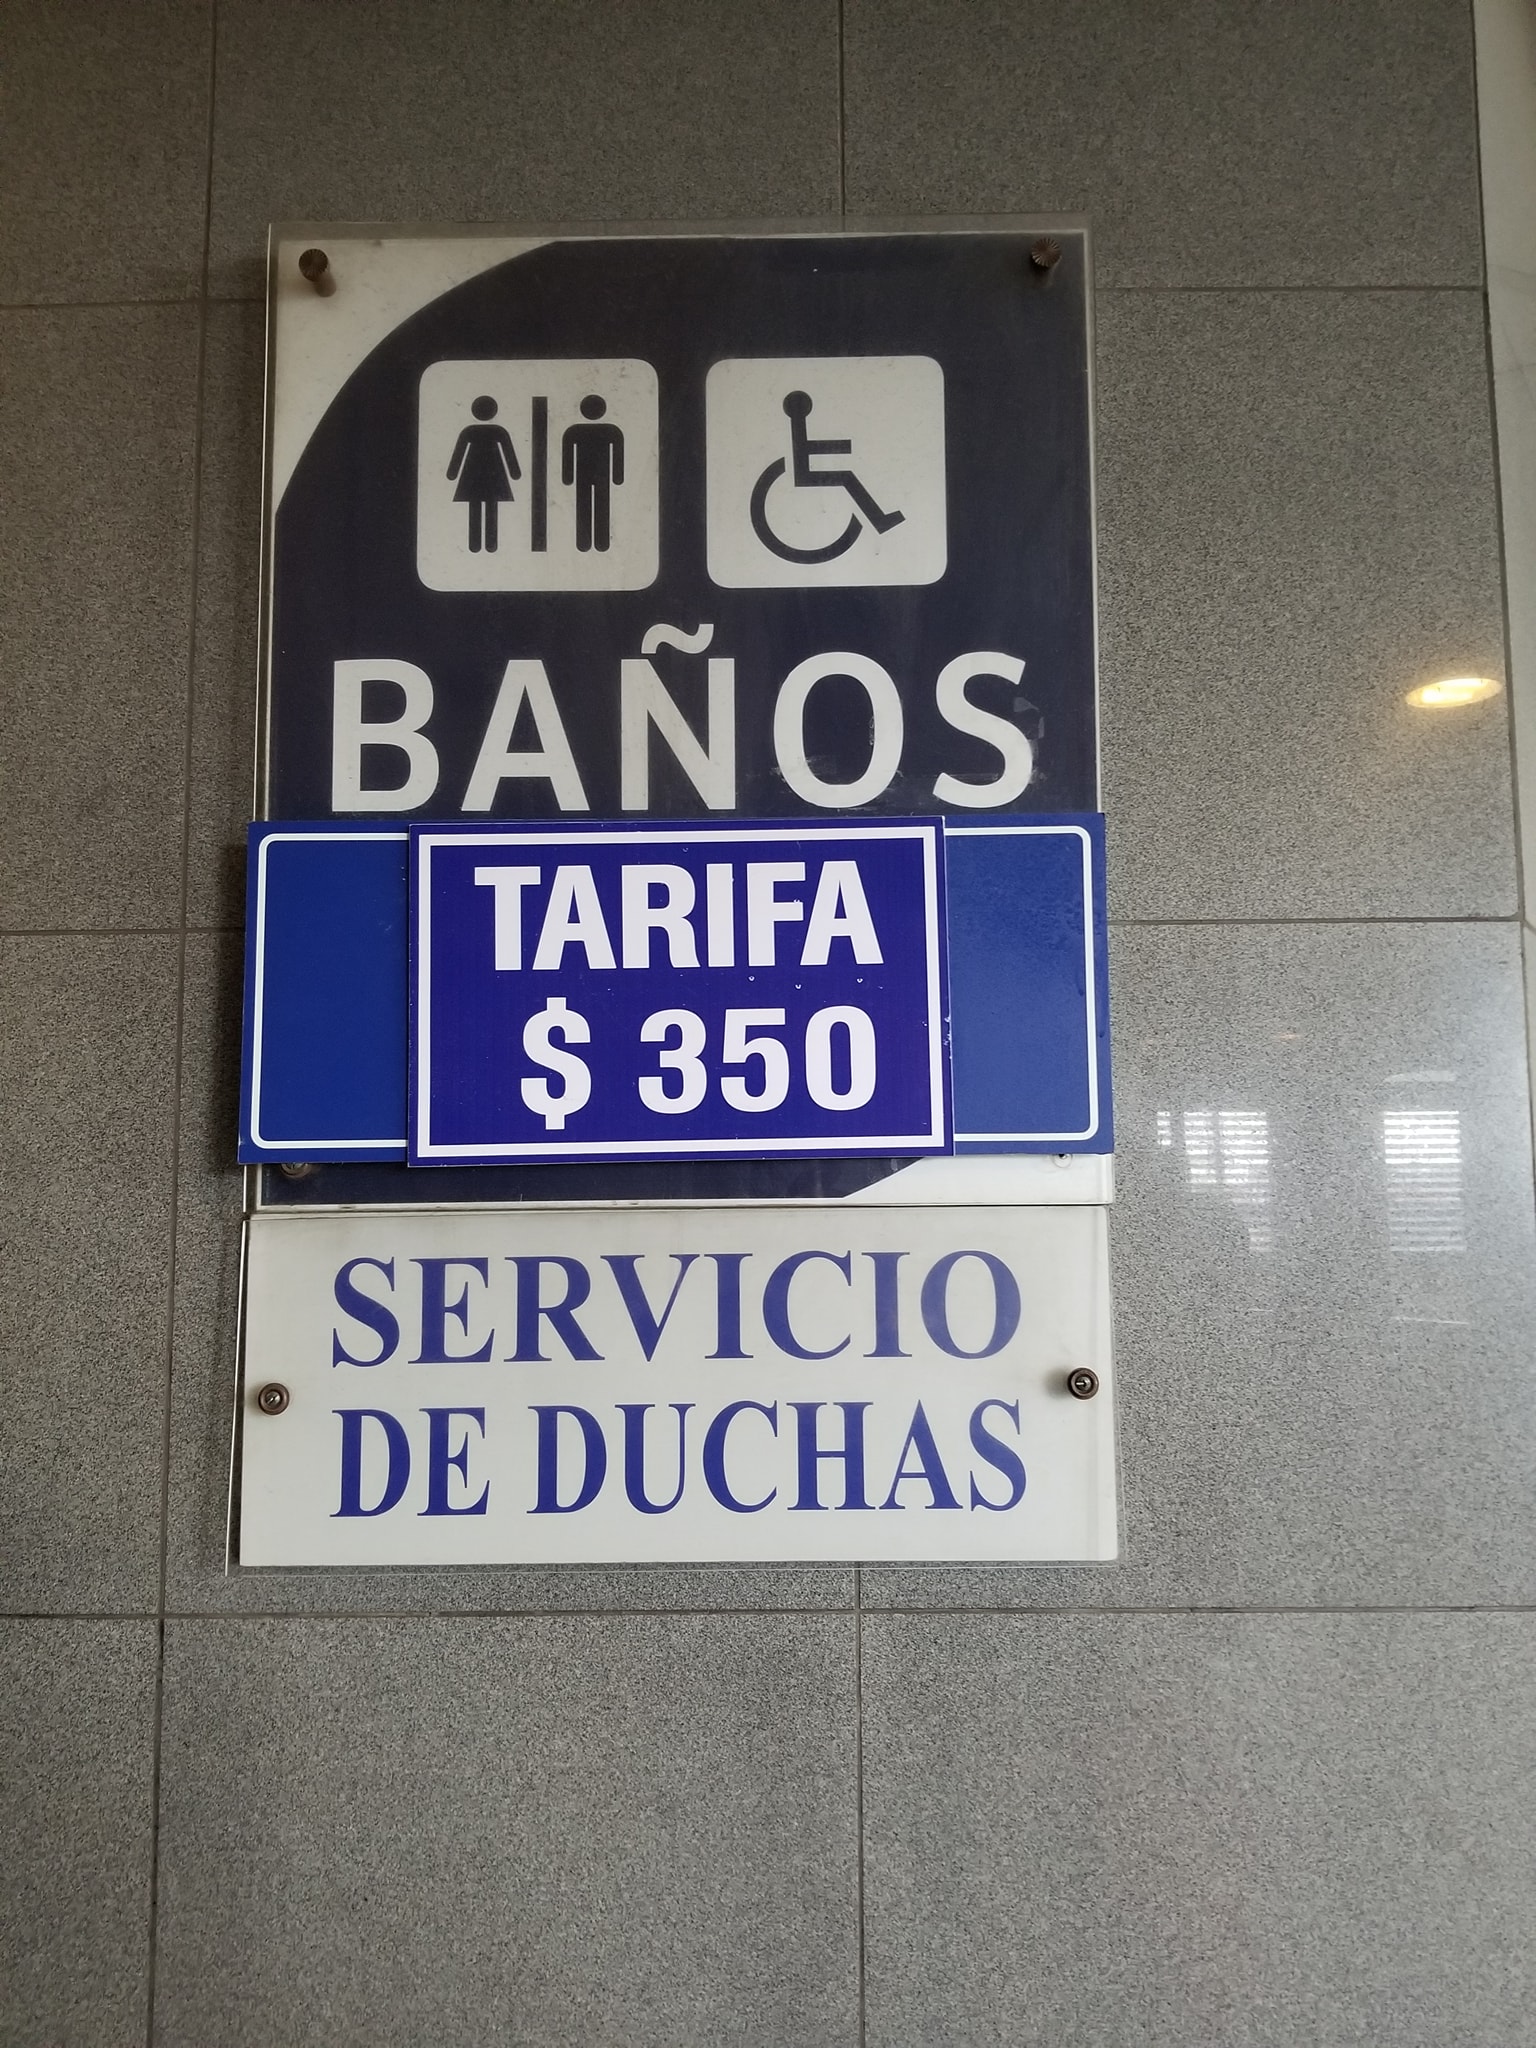 BAÑOS
TARIFA
$ 350
SERVICIO
DE DUCHAS